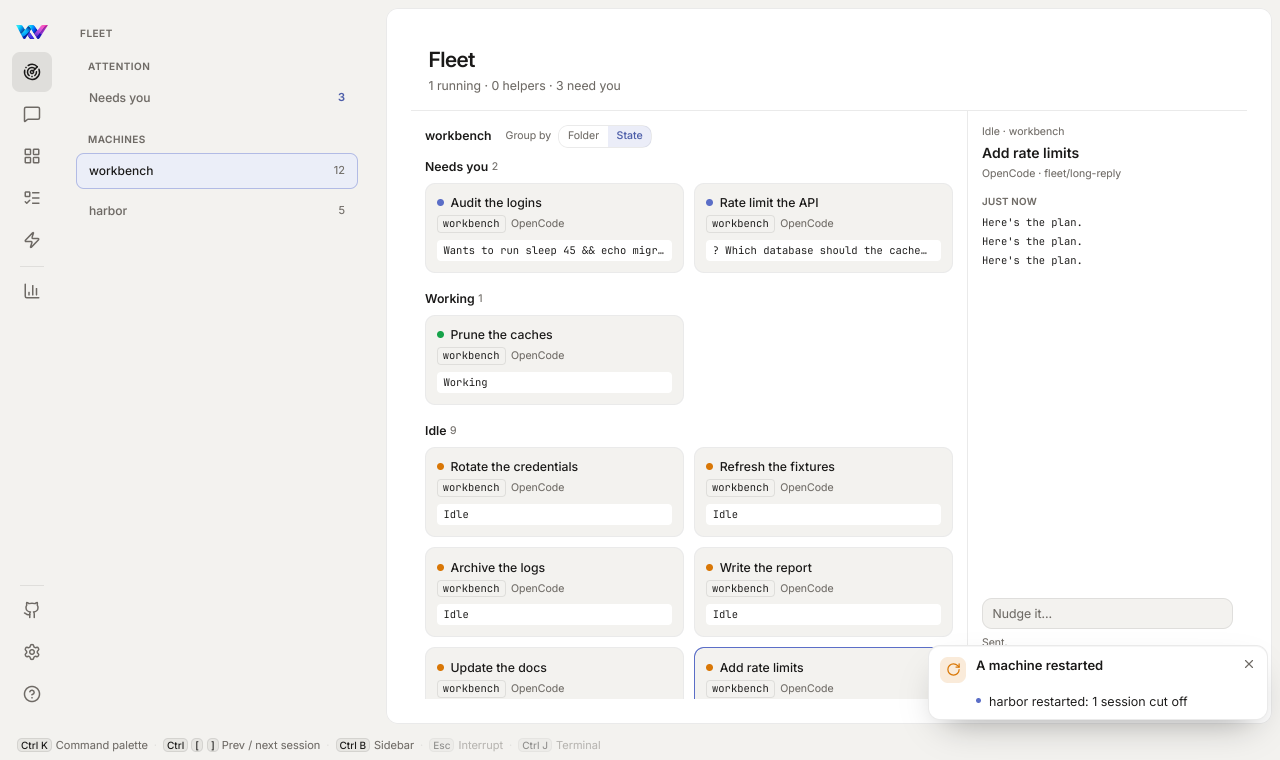 FLEET
ATTENTION
Needs you 3
MACHINES
workbench 12
harbor 5
Fleet
1 running · 0 helpers · 3 need you
workbench Group by Folder State
Needs you 2
Audit the logins
workbench OpenCode
Wants to run sleep 45 && echo migr…
Rate limit the API
workbench OpenCode
? Which database should the cache…
Working 1
Prune the caches
workbench OpenCode
Working
Idle 9
Rotate the credentials
workbench OpenCode
Idle
Refresh the fixtures
workbench OpenCode
Idle
Archive the logs
workbench OpenCode
Idle
Write the report
workbench OpenCode
Idle
Update the docs
workbench OpenCode
Add rate limits
workbench OpenCode
Idle · workbench
Add rate limits
OpenCode · fleet/long-reply
JUST NOW
Here's the plan.
Here's the plan.
Here's the plan.
Nudge it…
Sent.
A machine restarted
harbor restarted: 1 session cut off
Ctrl K Command palette · Ctrl [ ] Prev / next session · Ctrl B Sidebar · Esc Interrupt · Ctrl J Terminal